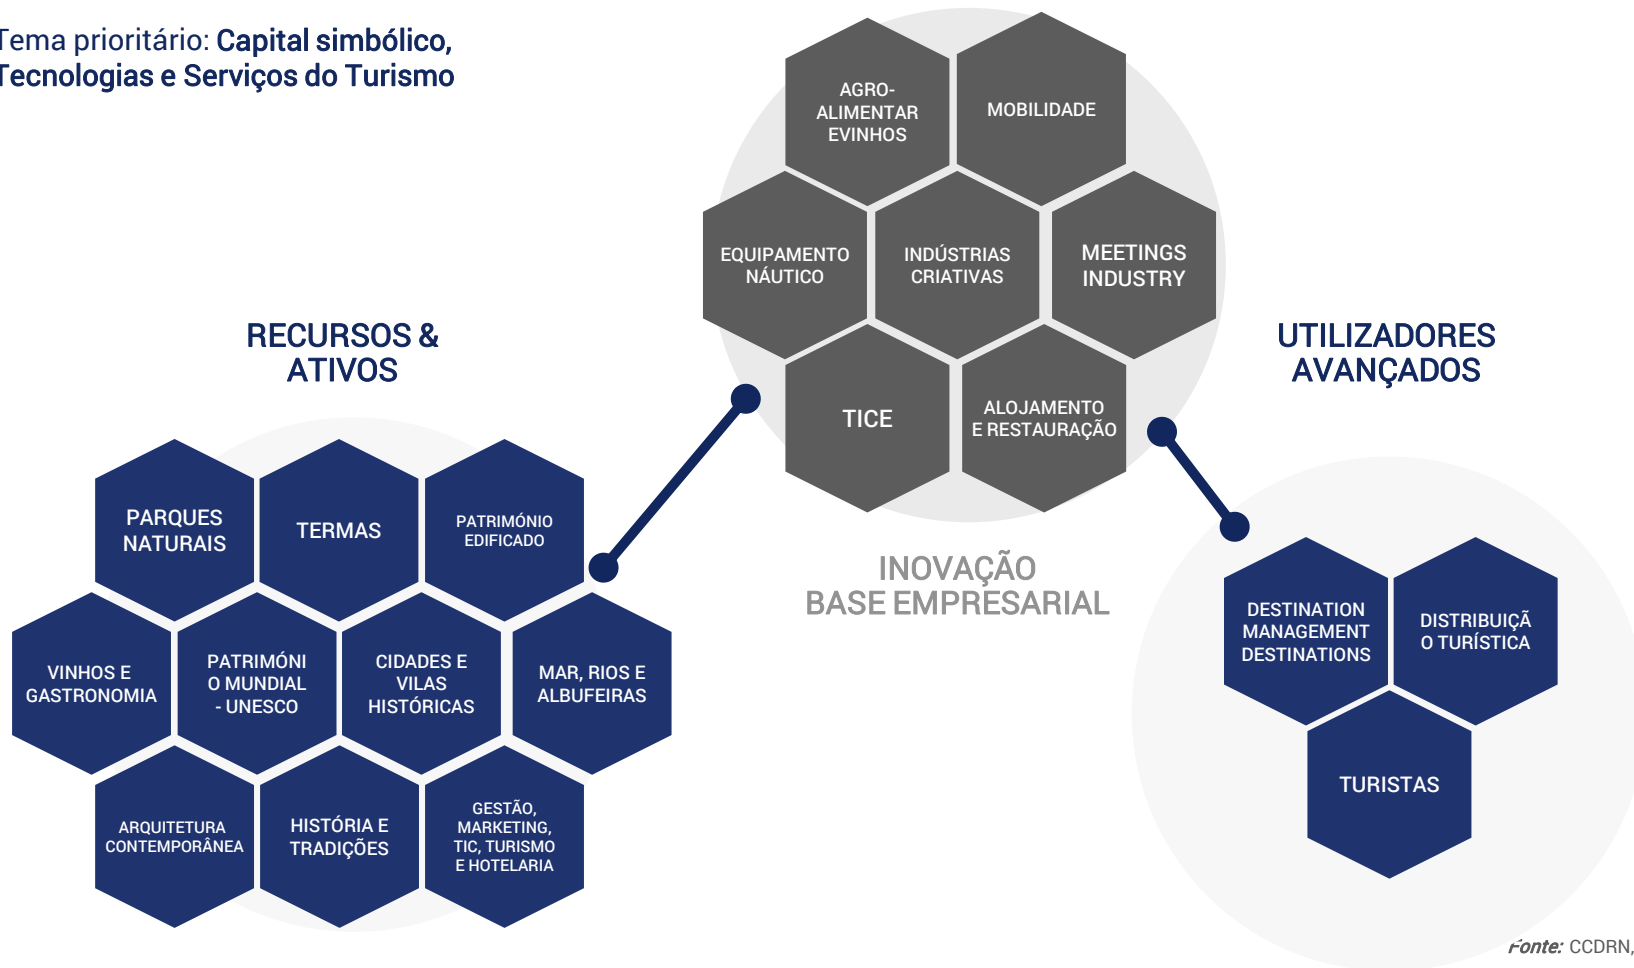 Tema prioritário: Capital simbólico,
Tecnologias e Serviços do Turismo
AGRO-
ALIMENTAR
EVINHOS
MOBILIDADE
EQUIPAMENTO
NÁUTICO
INDÚSTRIAS
CRIATIVAS
MEETINGS
INDUSTRY
TICE
ALOJAMENTO
E RESTAURAÇÃO
INOVAÇÃO
BASE EMPRESARIAL
RECURSOS &
ATIVOS
PARQUES
NATURAIS
TERMAS
PATRIMÓNIO
EDIFICADO
VINHOS E
GASTRONOMIA
PATRIMÓNI
O MUNDIAL
- UNESCO
CIDADES E
VILAS
HISTÓRICAS
MAR, RIOS E
ALBUFEIRAS
ARQUITETURA
CONTEMPORÂNEA
HISTÓRIA E
TRADIÇÕES
GESTÃO,
MARKETING,
TIC, TURISMO
E HOTELARIA
UTILIZADORES
AVANÇADOS
DESTINATION
MANAGEMENT
DESTINATIONS
DISTRIBUIÇÃ
O TURÍSTICA
TURISTAS
Fonte: CCDRN,